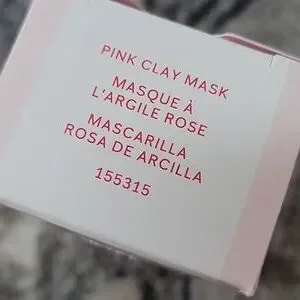 PINK CLAY MASK
MASQUE À
L'ARGILE ROSE
MASCARILLA
ROSA DE ARCILLA
155315